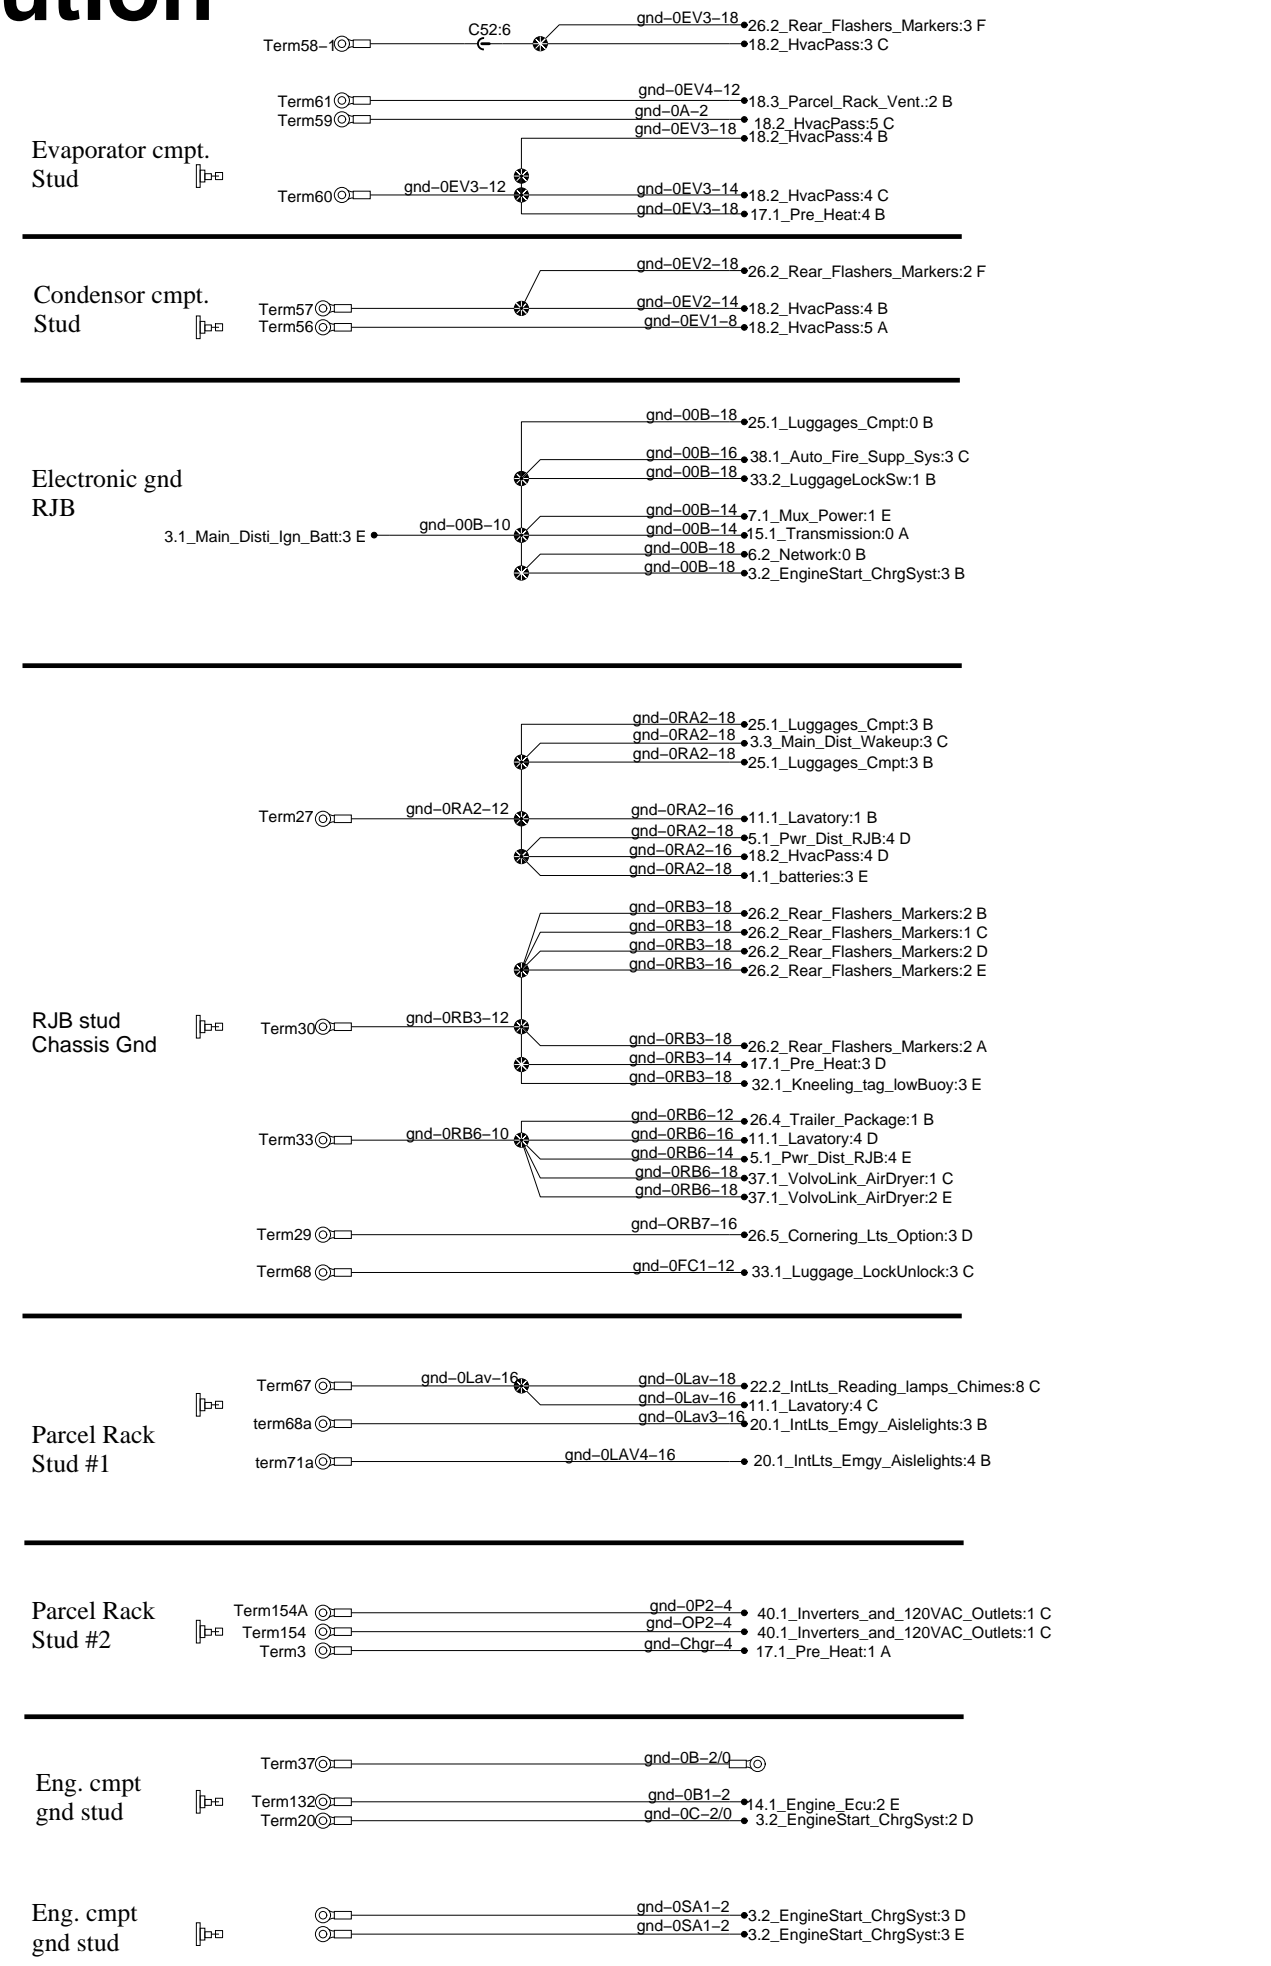 ution
gnd–0EV3–18
26.2_Rear_Flashers_Markers:3 F
C52:6
Term58–1
18.2_HvacPass:3 C
gnd–0EV4–12
Term61
18.3_Parcel_Rack_Vent.:2 B
gnd–0A–2
Term59
18.2_HvacPass:5 C
gnd–0EV3–18
18.2_HvacPass:4 B
Evaporator cmpt.
Stud
Term60
gnd–0EV3–12
gnd–0EV3–14
18.2_HvacPass:4 C
gnd–0EV3–18
17.1_Pre_Heat:4 B
gnd–0EV2–18
26.2_Rear_Flashers_Markers:2 F
Condensor cmpt.
Stud
Term57
gnd–0EV2–14
18.2_HvacPass:4 B
Term56
gnd–0EV1–8
18.2_HvacPass:5 A
gnd–00B–18
25.1_Luggages_Cmpt:0 B
gnd–00B–16
38.1_Auto_Fire_Supp_Sys:3 C
gnd–00B–18
33.2_LuggageLockSw:1 B
Electronic gnd
RJB
3.1_Main_Disti_Ign_Batt:3 E
gnd–00B–10
gnd–00B–14
7.1_Mux_Power:1 E
gnd–00B–14
15.1_Transmission:0 A
gnd–00B–18
6.2_Network:0 B
gnd–00B–18
3.2_EngineStart_ChrgSyst:3 B
gnd–0RA2–18
25.1_Luggages_Cmpt:3 B
gnd–0RA2–18
3.3_Main_Dist_Wakeup:3 C
gnd–0RA2–18
25.1_Luggages_Cmpt:3 B
Term27
gnd–0RA2–12
gnd–0RA2–16
11.1_Lavatory:1 B
gnd–0RA2–18
5.1_Pwr_Dist_RJB:4 D
gnd–0RA2–16
18.2_HvacPass:4 D
gnd–0RA2–18
1.1_batteries:3 E
gnd–0RB3–18
26.2_Rear_Flashers_Markers:2 B
gnd–0RB3–18
26.2_Rear_Flashers_Markers:1 C
gnd–0RB3–18
26.2_Rear_Flashers_Markers:2 D
gnd–0RB3–16
26.2_Rear_Flashers_Markers:2 E
RJB stud
Chassis Gnd
Term30
gnd–0RB3–12
gnd–0RB3–18
26.2_Rear_Flashers_Markers:2 A
gnd–0RB3–14
17.1_Pre_Heat:3 D
gnd–0RB3–18
32.1_Kneeling_tag_lowBuoy:3 E
gnd–0RB6–12
26.4_Trailer_Package:1 B
Term33
gnd–0RB6–10
gnd–0RB6–16
11.1_Lavatory:4 D
gnd–0RB6–14
5.1_Pwr_Dist_RJB:4 E
gnd–0RB6–18
37.1_VolvoLink_AirDryer:1 C
gnd–0RB6–18
37.1_VolvoLink_AirDryer:2 E
Term29
gnd–ORB7–16
26.5_Cornering_Lts_Option:3 D
Term68
gnd–0FC1–12
33.1_Luggage_LockUnlock:3 C
Term67
gnd–0Lav–16
gnd–0Lav–18
22.2_IntLts_Reading_lamps_Chimes:8 C
gnd–0Lav–16
11.1_Lavatory:4 C
term68a
gnd–0Lav3–16
20.1_IntLts_Emgy_Aislelights:3 B
Parcel Rack
Stud #1
term71a
gnd–0LAV4–16
20.1_IntLts_Emgy_Aislelights:4 B
Parcel Rack
Stud #2
Term154A
gnd–0P2–4
40.1_Inverters_and_120VAC_Outlets:1 C
Term154
gnd–OP2–4
40.1_Inverters_and_120VAC_Outlets:1 C
Term3
gnd–Chgr–4
17.1_Pre_Heat:1 A
Term37
gnd–0B–2/0
Eng. cmpt
gnd stud
Term132
gnd–0B1–2
14.1_Engine_Ecu:2 E
Term20
gnd–0C–2/0
3.2_EngineStart_ChrgSyst:2 D
Eng. cmpt
gnd stud
gnd–0SA1–2
3.2_EngineStart_ChrgSyst:3 D
gnd–0SA1–2
3.2_EngineStart_ChrgSyst:3 E